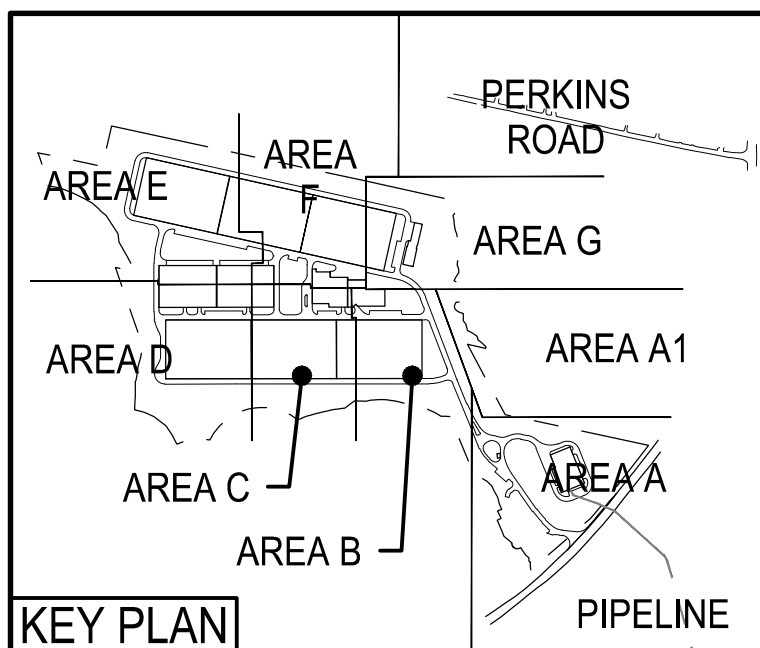 PERKINS
ROAD
AREA
F
AREA E
AREA G
AREA D
AREA A1
AREA C
AREA A
AREA B
PIPELINE
KEY PLAN